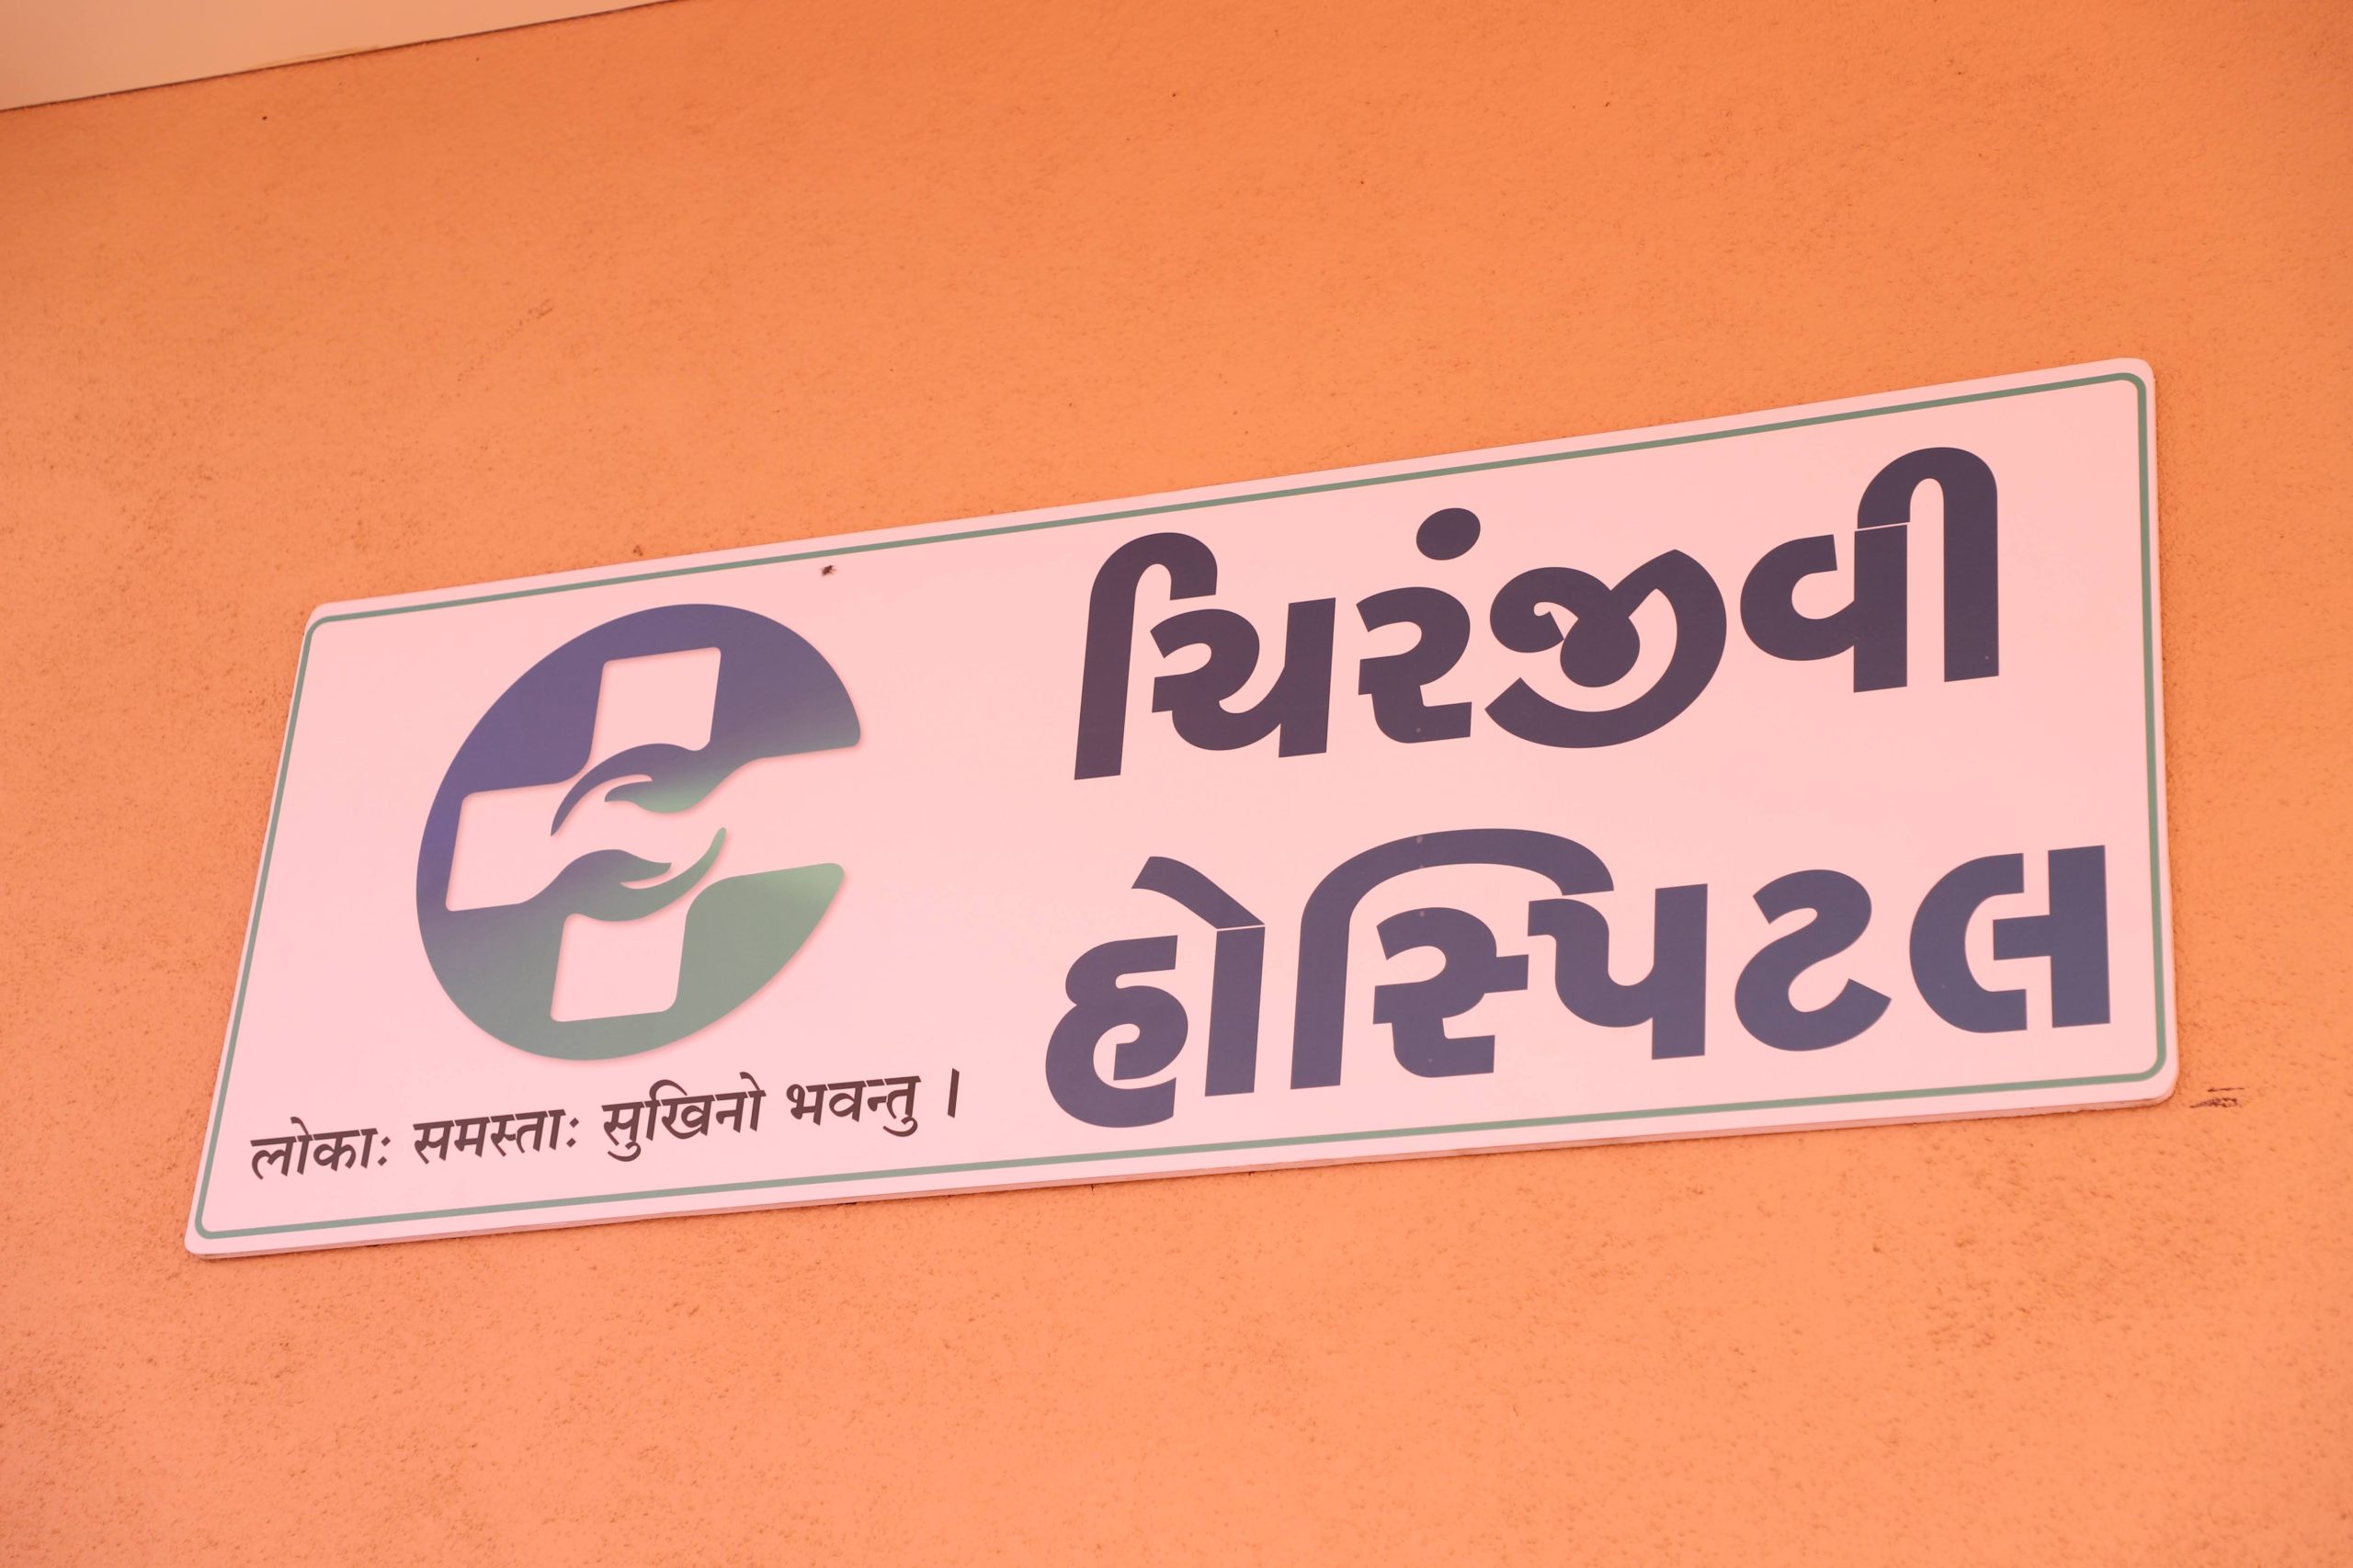 ચિરંજીવી
હોસ્પિટલ
लोकाः समस्ताः सुखिनो भवन्तु ।